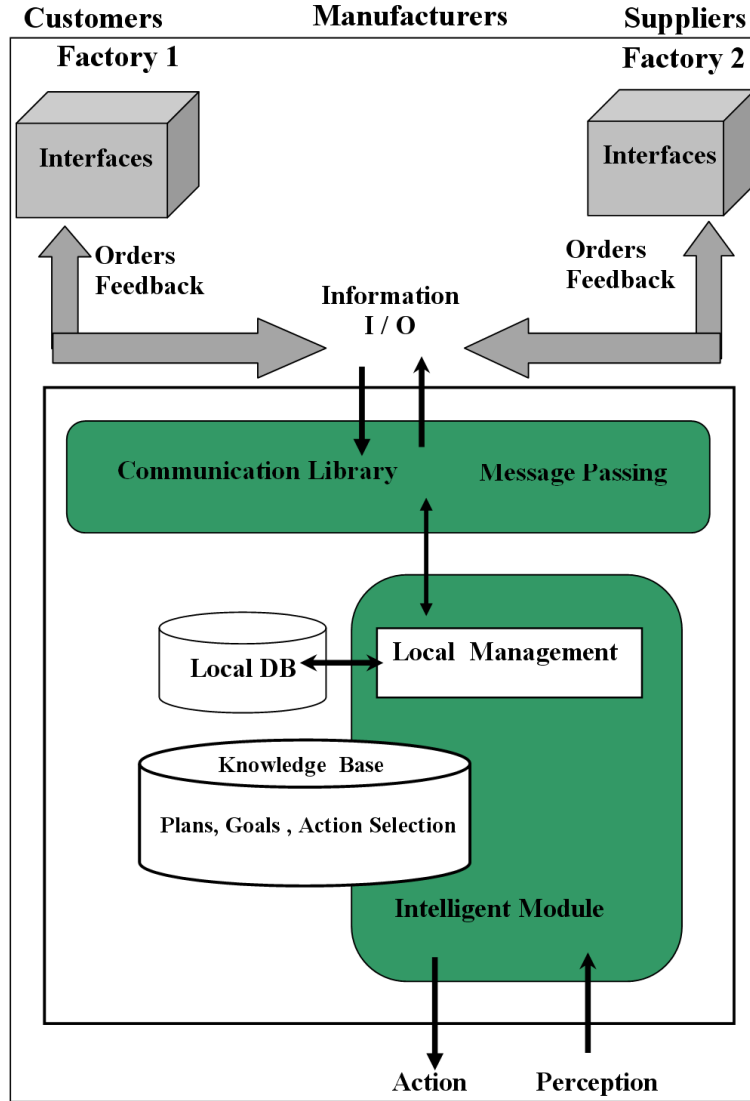 Customers Manufacturers Suppliers
Factory 1 Factory 2
Interfaces Interfaces
Orders
Feedback
Orders
Feedback
Information
I / O
Communication Library Message Passing
Local DB Local Management
Knowledge Base
Plans, Goals , Action Selection
Intelligent Module
Action Perception